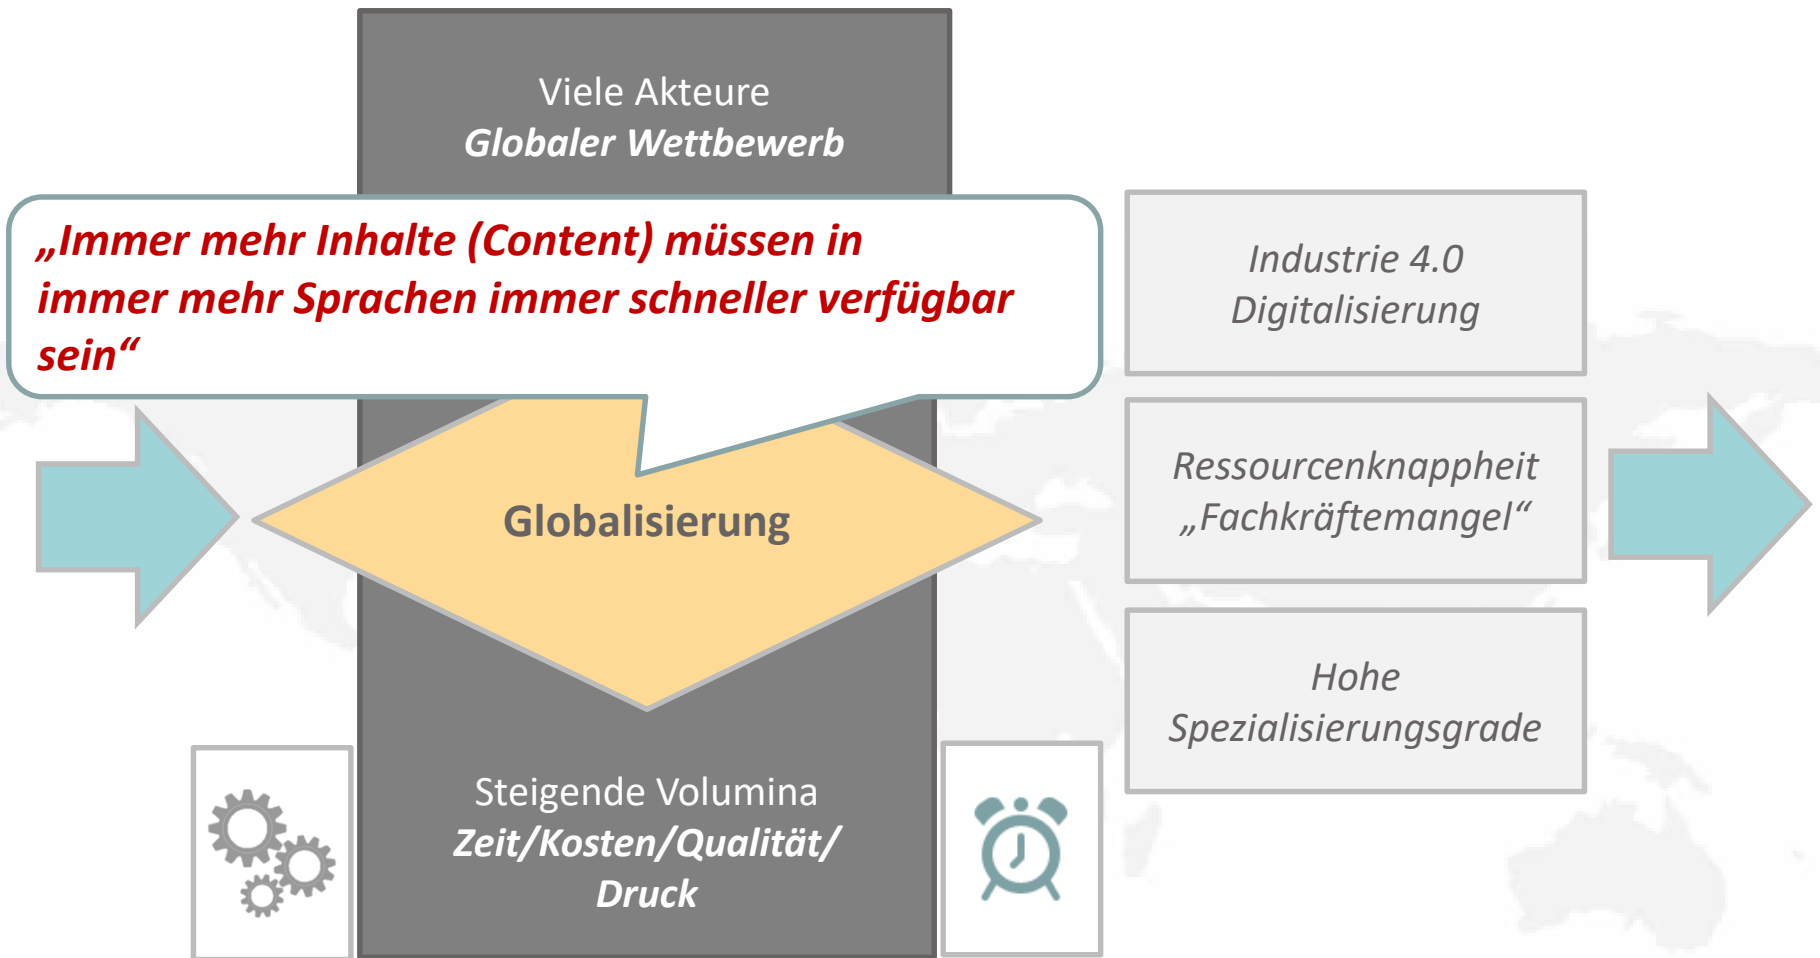 Viele Akteure
Globaler Wettbewerb
„Immer mehr Inhalte (Content) müssen in
immer mehr Sprachen immer schneller verfügbar
sein“
Globalisierung
Steigende Volumina
Zeit/Kosten/Qualität/
Druck
Industrie 4.0
Digitalisierung
Ressourcenknappheit
„Fachkräftemangel“
Hohe
Spezialisierungsgrade